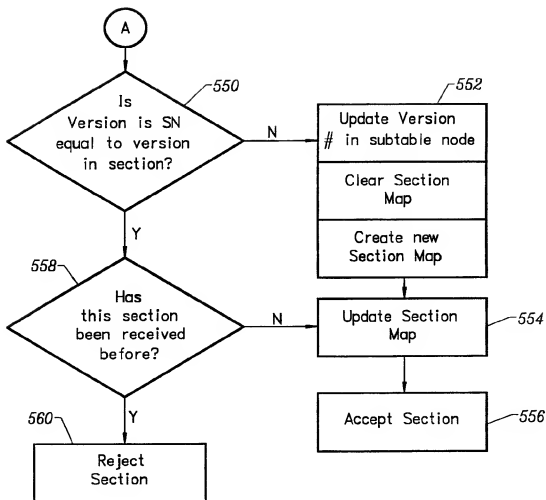 A
550
Is
Version is SN
equal to version
in section?
N
552
Update Version
# in subtable node
Clear Section
Map
Create new
Section Map
Y
558
Has
this section
been received
before?
N
Update Section
Map
554
Y
Accept Section
556
560
Reject
Section